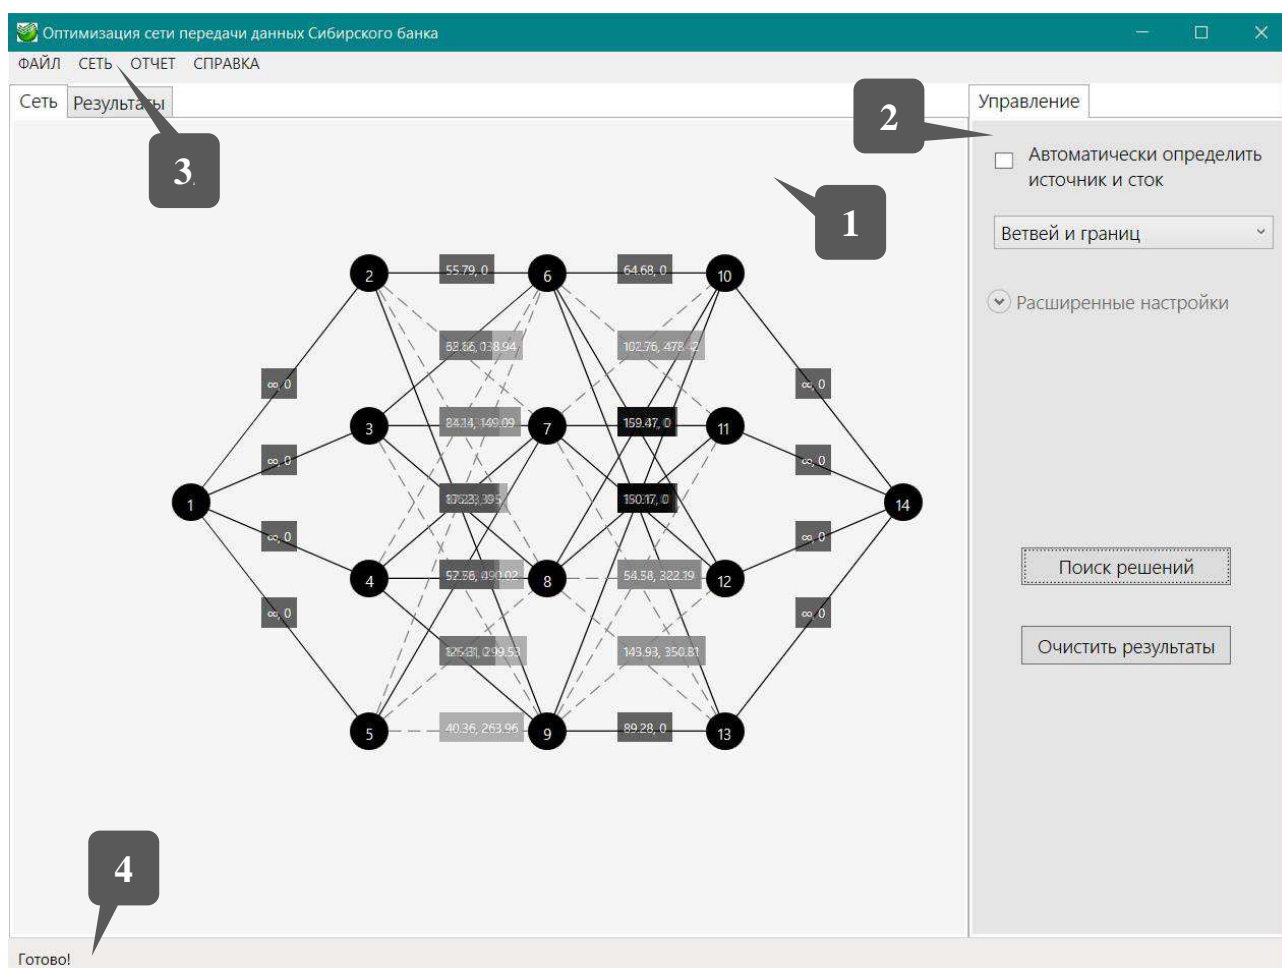 Оптимизация сети передачи данных Сибирского банка
ФАЙЛ СЕТЬ ОТЧЕТ СПРАВКА
Сеть Результаты
Управление
2
3
1
Автоматически определить
источник и сток
Ветвей и границ
Расширенные настройки
2 55.79, 0 6 64.68, 0 10
102.76, 478
∞, 0 ∞, 0
3 7 159.47, 0 11
∞, 0 ∞, 0
1 150.17, 0 14
∞, 0 ∞, 0
4 8 54.58, 322.19 12
∞, 0 ∞, 0
143.93, 350.81
5 40.36, 263.96 9 89.28, 0 13
Поиск решений
Очистить результаты
4
Готово!